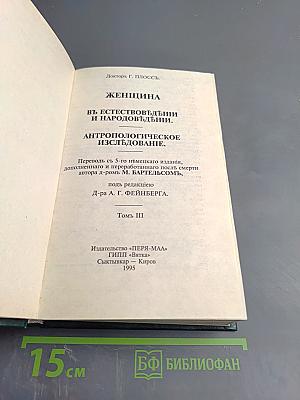 Докторъ Г. ПЛОССЪ.
ЖЕНЩИНА
ВЪ ЕСТЕСТВОВѢДѢНІИ
И НАРОДОВѢДѢНІИ.
АНТРОПОЛОГИЧЕСКОЕ
ИЗСЛѢДОВАНІЕ.
Переводъ съ 5-го нѣмецкаго изданія,
дополненнаго и переработаннаго послѣ смерти
автора д-ромъ М. БАРТЕЛЬСОМЪ,
подъ редакціею
Д-ра А. Г. ФЕЙНБЕРГА.
Томъ III
Издательство «ПЕРЯ-МАА»
ГИПП «Вятка»
Сыктывкар — Киров
1995
15 см
БФ БИБЛИОФАН